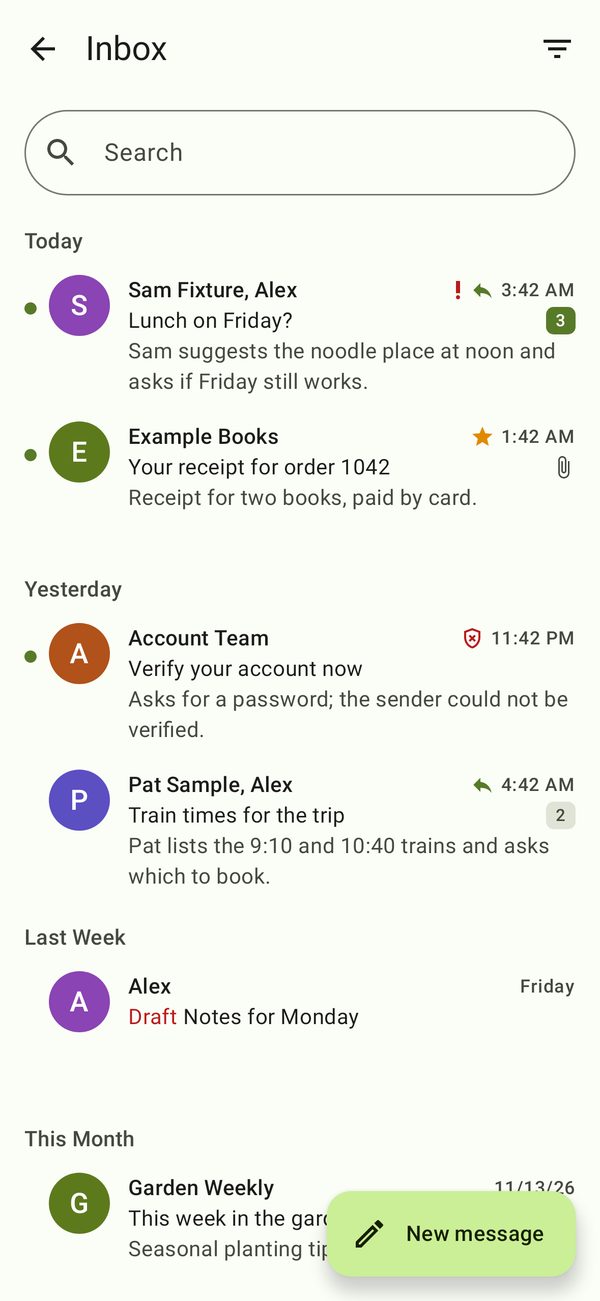 Inbox
Search
Today
S
Sam Fixture, Alex
3:42 AM
Lunch on Friday?
3
Sam suggests the noodle place at noon and
asks if Friday still works.
E
Example Books
1:42 AM
Your receipt for order 1042
Receipt for two books, paid by card.
Yesterday
A
Account Team
11:42 PM
Verify your account now
Asks for a password; the sender could not be
verified.
P
Pat Sample, Alex
4:42 AM
Train times for the trip
2
Pat lists the 9:10 and 10:40 trains and asks
which to book.
Last Week
A
Alex
Friday
Draft Notes for Monday
This Month
G
Garden Weekly
11/13/26
This week in the
Seasonal planting
New message